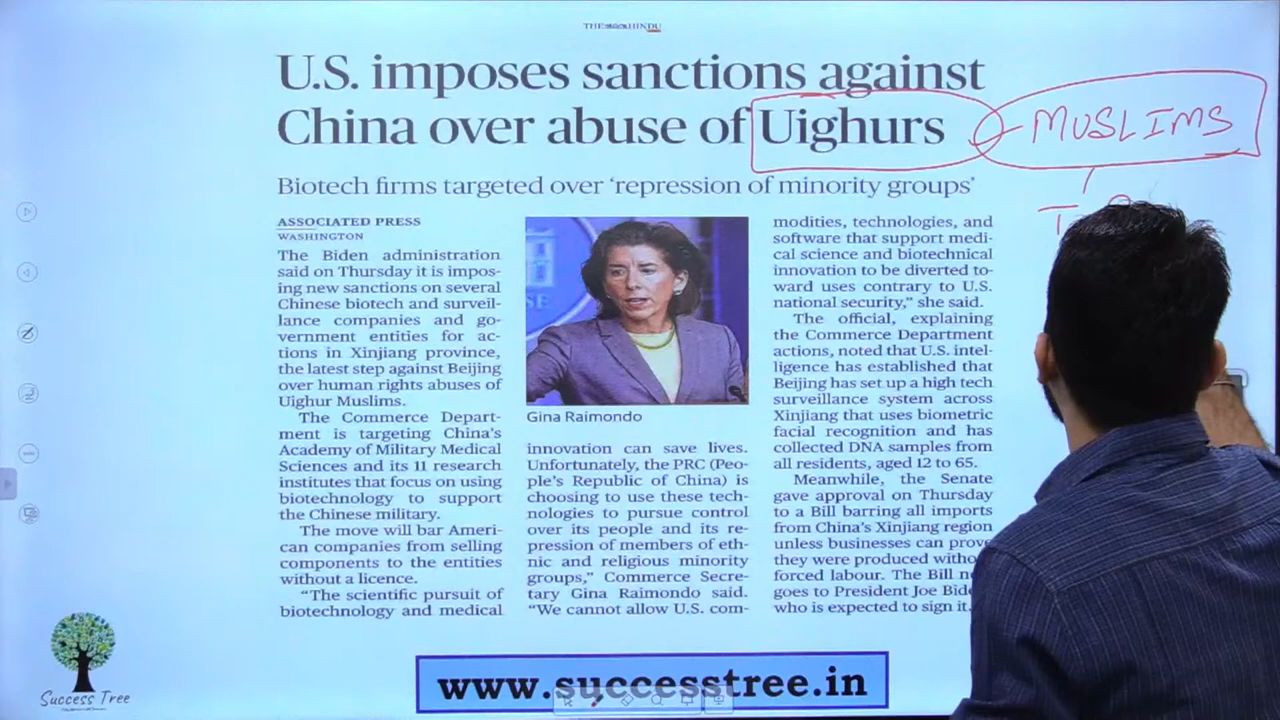 THE HINDU
U.S. imposes sanctions against
China over abuse of Uighurs
MUSLIMS
Biotech firms targeted over ‘repression of minority groups’
ASSOCIATED PRESS
WASHINGTON
The Biden administration
said on Thursday it is impos-
ing new sanctions on several
Chinese biotech and surveil-
lance companies and go-
vernment entities for ac-
tions in Xinjiang province,
the latest step against Beijing
over human rights abuses of
Uighur Muslims.
The Commerce Depart-
ment is targeting China’s
Academy of Military Medical
Sciences and its 11 research
institutes that focus on using
biotechnology to support
the Chinese military.
The move will bar Ameri-
can companies from selling
components to the entities
without a licence.
“The scientific pursuit of
biotechnology and medical
Gina Raimondo
innovation can save lives.
Unfortunately, the PRC (Peo-
ple’s Republic of China) is
choosing to use these tech-
nologies to pursue control
over its people and its re-
pression of members of eth-
nic and religious minority
groups,” Commerce Secre-
tary Gina Raimondo said.
“We cannot allow U.S. com-
modities, technologies, and
software that support medi-
cal science and biotechnical
innovation to be diverted to-
ward uses contrary to U.S.
national security,” she said.
The official, explaining
the Commerce Department
actions, noted that U.S. intel-
ligence has established that
Beijing has set up a high tech
surveillance system across
Xinjiang that uses biometric
facial recognition and has
collected DNA samples from
all residents, aged 12 to 65.
Meanwhile, the Senate
gave approval on Thursday
to a Bill barring all imports
from China’s Xinjiang region
unless businesses can prove
they were produced witho
forced labour. The Bill n
goes to President Joe Bid
who is expected to sign it.
Success Tree
www.successtree.in